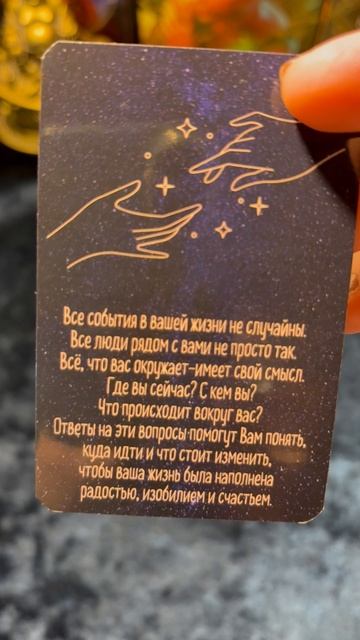 Все события в вашей жизни не случайны.
Все люди рядом с вами не просто так.
Всё, что вас окружает-имеет свой смысл.
Где вы сейчас? С кем вы?
Что происходит вокруг вас?
Ответы на эти вопросы помогут Вам понять,
куда идти и что стоит изменить,
чтобы ваша жизнь была наполнена
радостью, изобилием и счастьем.